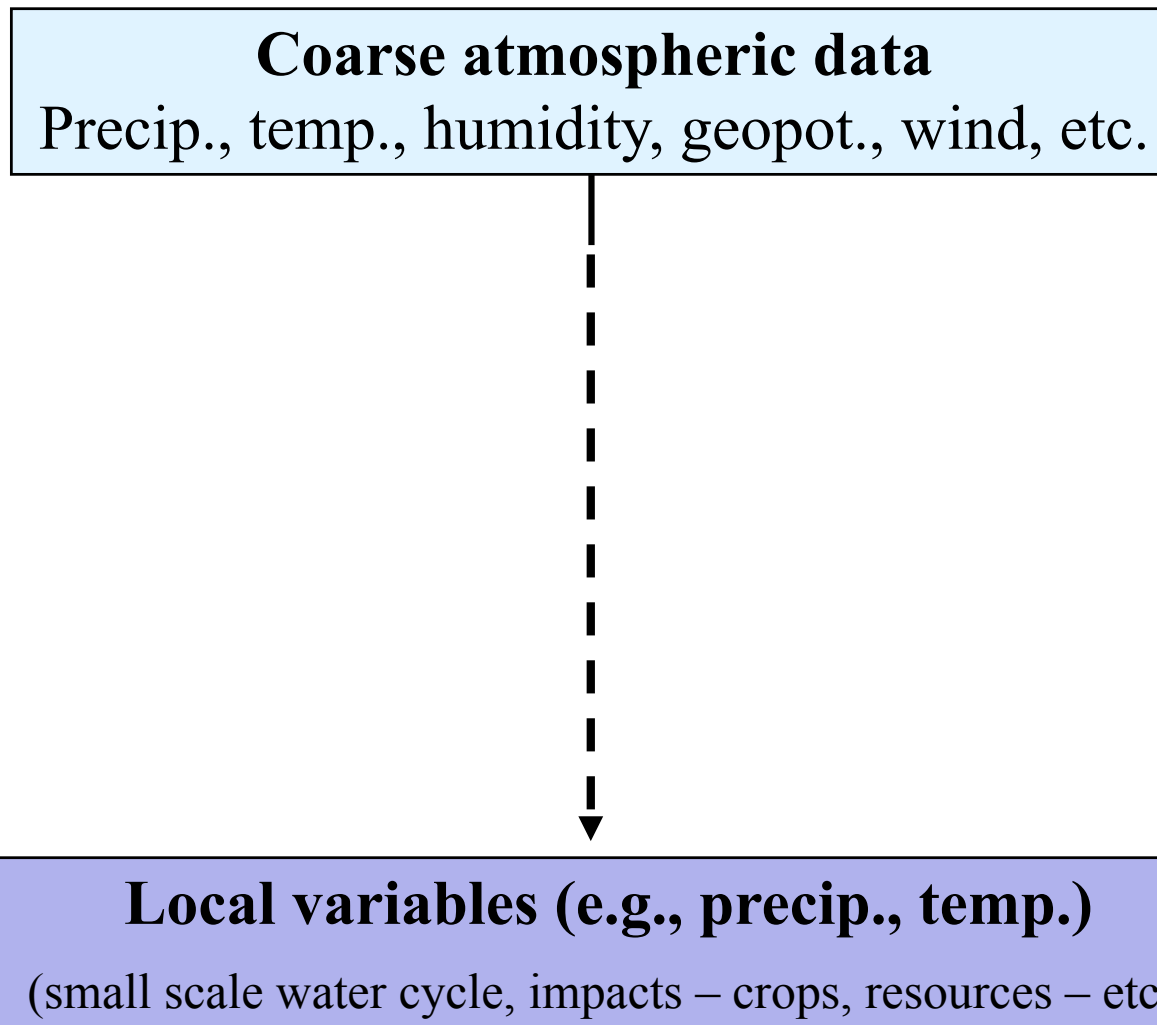 Coarse atmospheric data
Precip., temp., humidity, geopot., wind, etc.
Local variables (e.g., precip., temp.)
(small scale water cycle, impacts – crops, resources – etc